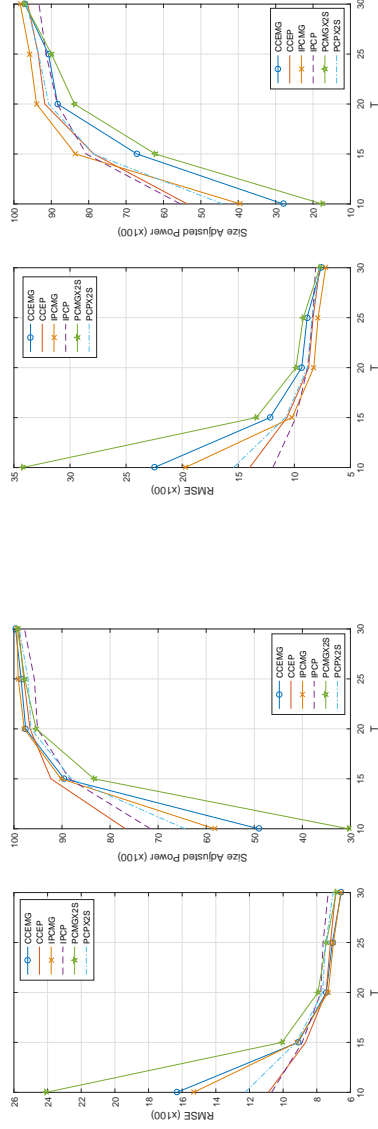 26
24
22
20
18
16
14
12
10
8
6
RMSE (x100)
10
15
20
25
30
T
CCEMG
CCEP
IPCMG
IPCP
PCMGX2S
PCPX2S
100
90
80
70
60
50
40
30
Size Adjusted Power (x100)
10
15
20
25
30
T
CCEMG
CCEP
IPCMG
IPCP
PCMGX2S
PCPX2S
35
30
25
20
15
10
5
RMSE (x100)
10
15
20
25
30
T
CCEMG
CCEP
IPCMG
IPCP
PCMGX2S
PCPX2S
100
90
80
70
60
50
40
30
20
10
Size Adjusted Power (x100)
10
15
20
25
30
T
CCEMG
CCEP
IPCMG
IPCP
PCMGX2S
PCPX2S